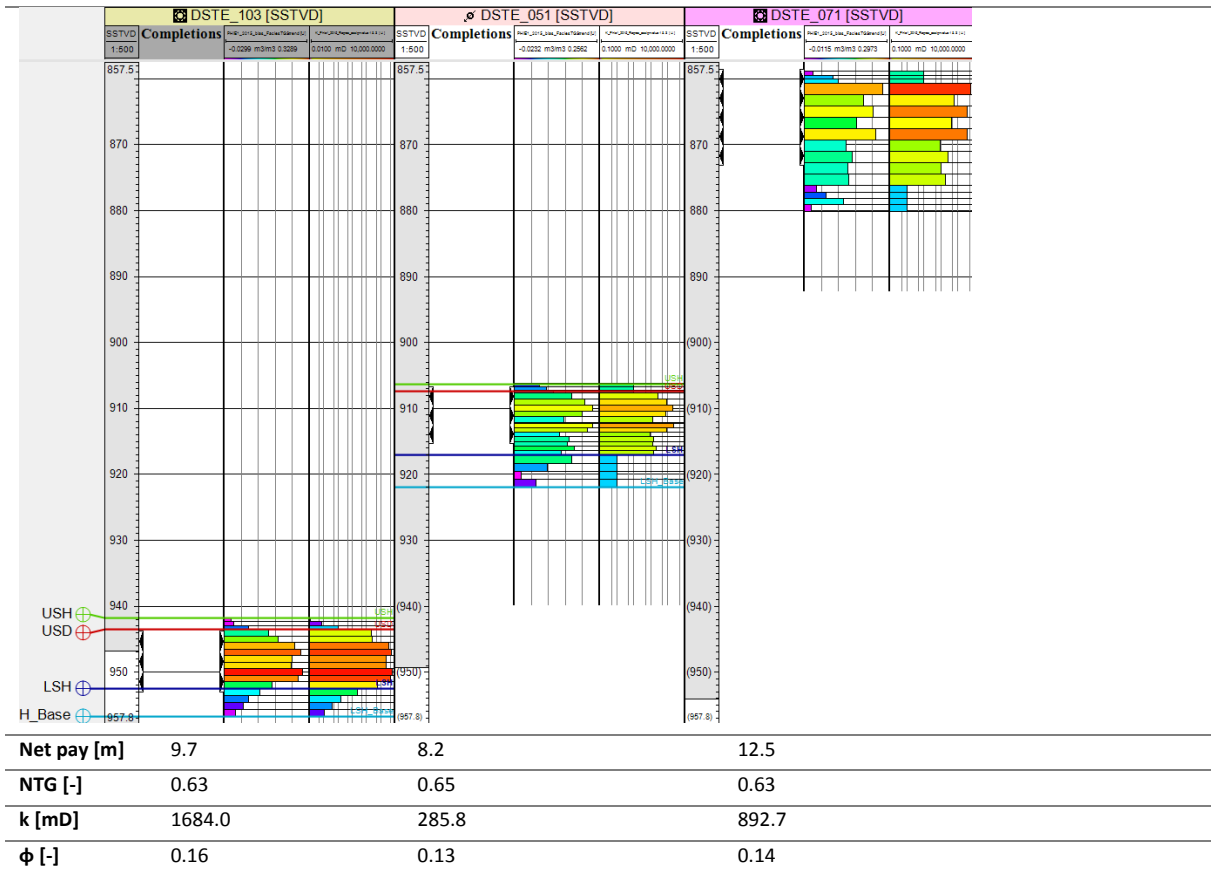 DSTE_103 [SSTVD] DSTE_051 [SSTVD] DSTE_071 [SSTVD]
SSTVD Completions SSTVD Completions SSTVD Completions
1:500 -0.0299 m3/m3 0.3289 0.0100 mD 10,000.0000 1:500 -0.0232 m3/m3 0.2562 0.1000 mD 10,000.0000 1:500 -0.0115 m3/m3 0.2973 0.1000 mD 10,000.0000
857.5 857.5 857.5
870 870 870
880 880 880
890 890 890
900 900 (900)
USH
USD
910 910 (910)
LSH
920 920 (920)
LSH_Base
930 930 (930)
940 (940) (940)
USH USH
USD USD
950 (950) (950)
LSH LSH
H_Base 957.8 LSH_Base (957.8) (957.8)
Net pay [m] 9.7 8.2 12.5
NTG [-] 0.63 0.65 0.63
k [mD] 1684.0 285.8 892.7
ϕ [-] 0.16 0.13 0.14